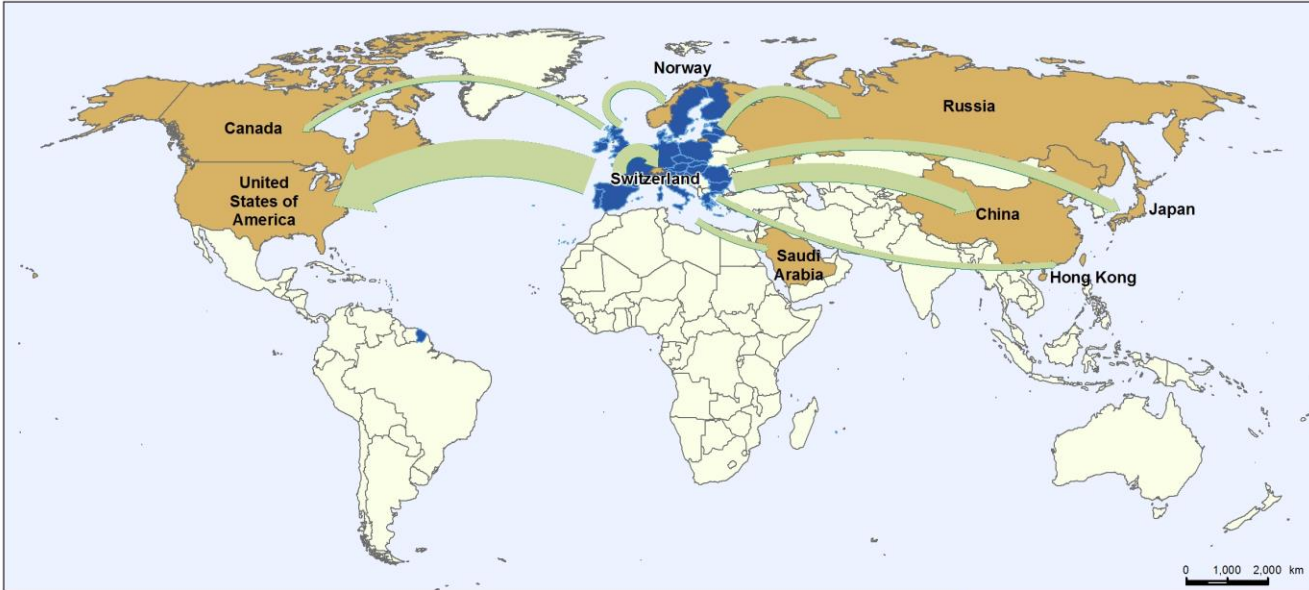 Norway
Russia
Canada
Switzerland
United
States of
America
China
Japan
Saudi
Arabia
Hong Kong
0 1,000 2,000 km